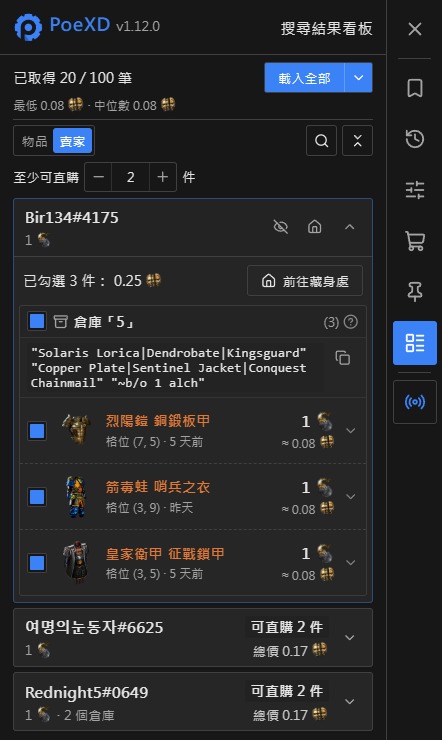 PoeXD v1.12.0
搜尋結果看板
已取得 20 / 100 筆
載入全部
最低 0.08 · 中位數 0.08
物品 賣家
至少可直購 — 2 + 件
Bir134#4175
1
已勾選 3 件： 0.25
前往藏身處
倉庫「5」 (3)
"Solaris Lorica|Dendrobate|Kingsguard"
"Copper Plate|Sentinel Jacket|Conquest
Chainmail" "~b/o 1 alch"
烈陽鎧 銅鍛板甲 1
格位 (7, 5) · 5 天前 ≈ 0.08
箭毒蛙 哨兵之衣 1
格位 (3, 9) · 昨天 ≈ 0.08
皇家衛甲 征戰鎖甲 1
格位 (3, 5) · 5 天前 ≈ 0.08
여명의눈동자#6625 可直購 2 件
1 總價 0.17
Rednight5#0649 可直購 2 件
1 · 2 個倉庫 總價 0.17